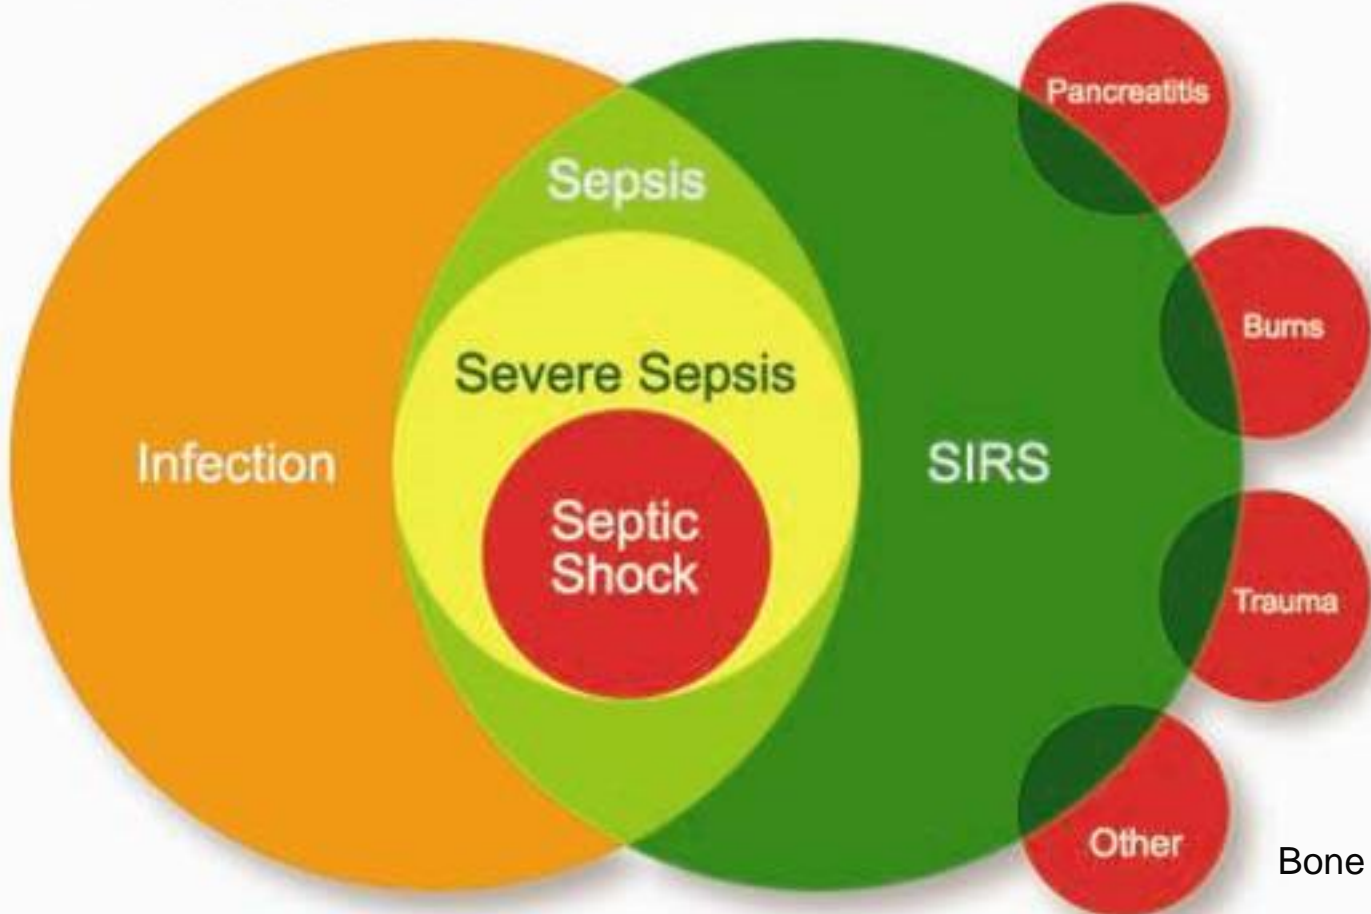 Pancreatitis
Sepsis
Burns
Severe Sepsis
Infection
SIRS
Septic
Shock
Trauma
Other
Bone